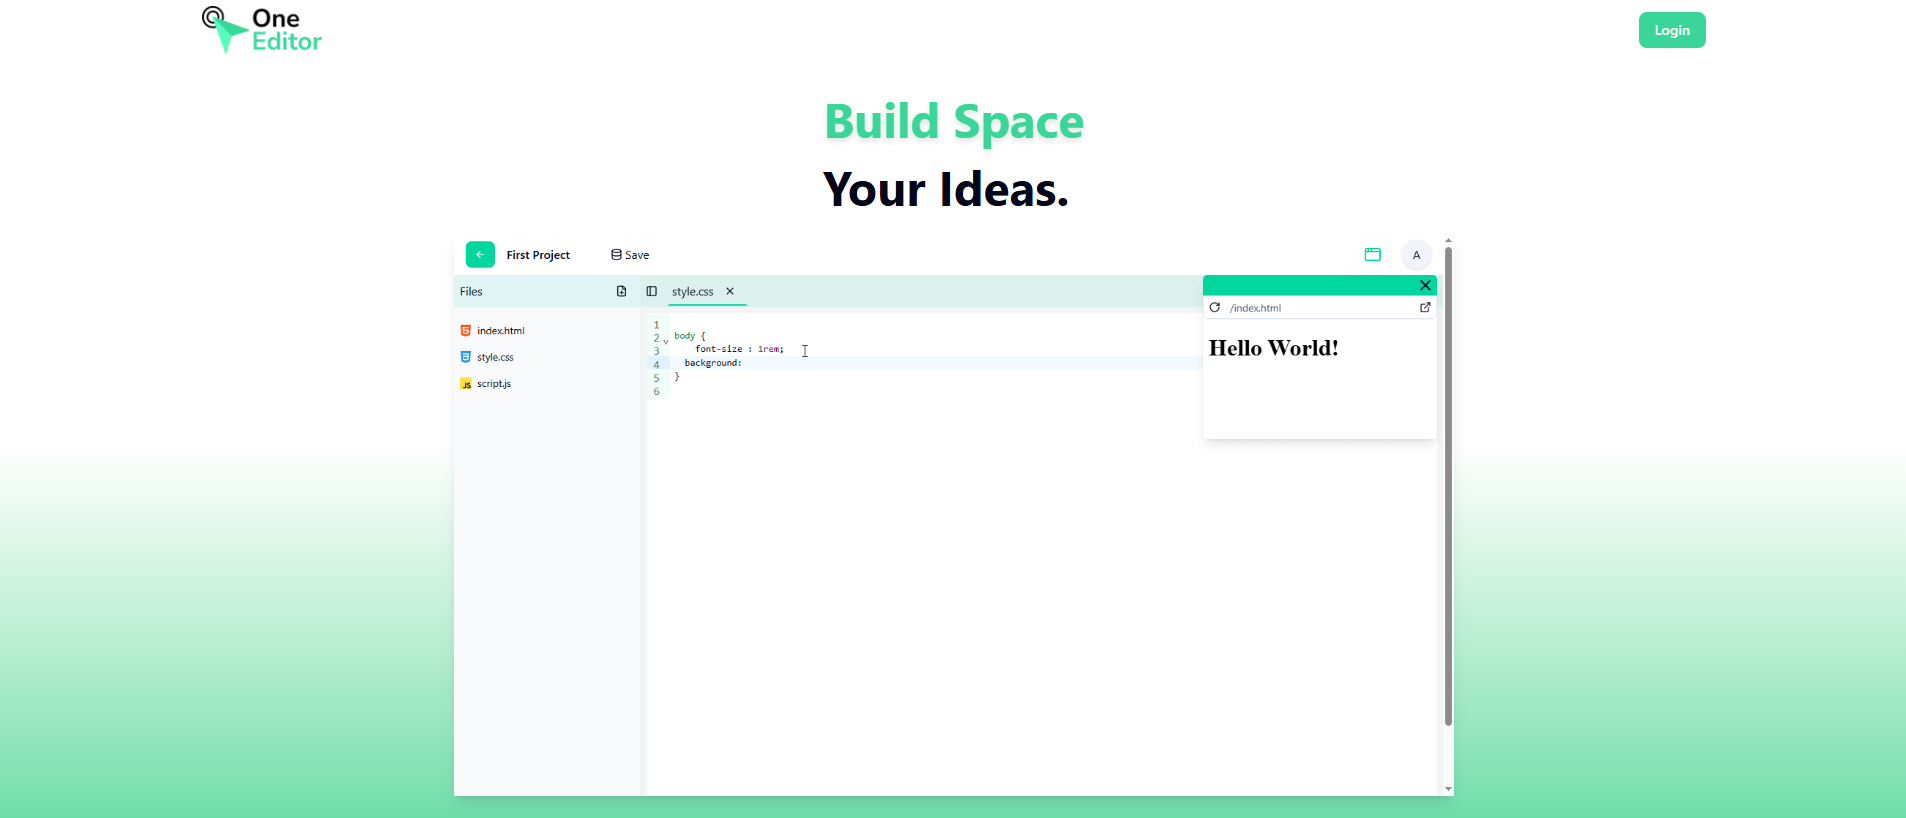 One
Editor
Login
Build Space
Your Ideas.
First Project
Save
A
Files
style.css
/index.html
index.html
style.css
script.js
JS
1
2 body {
3 font-size : 1rem;
4 background:
5 }
6
Hello World!